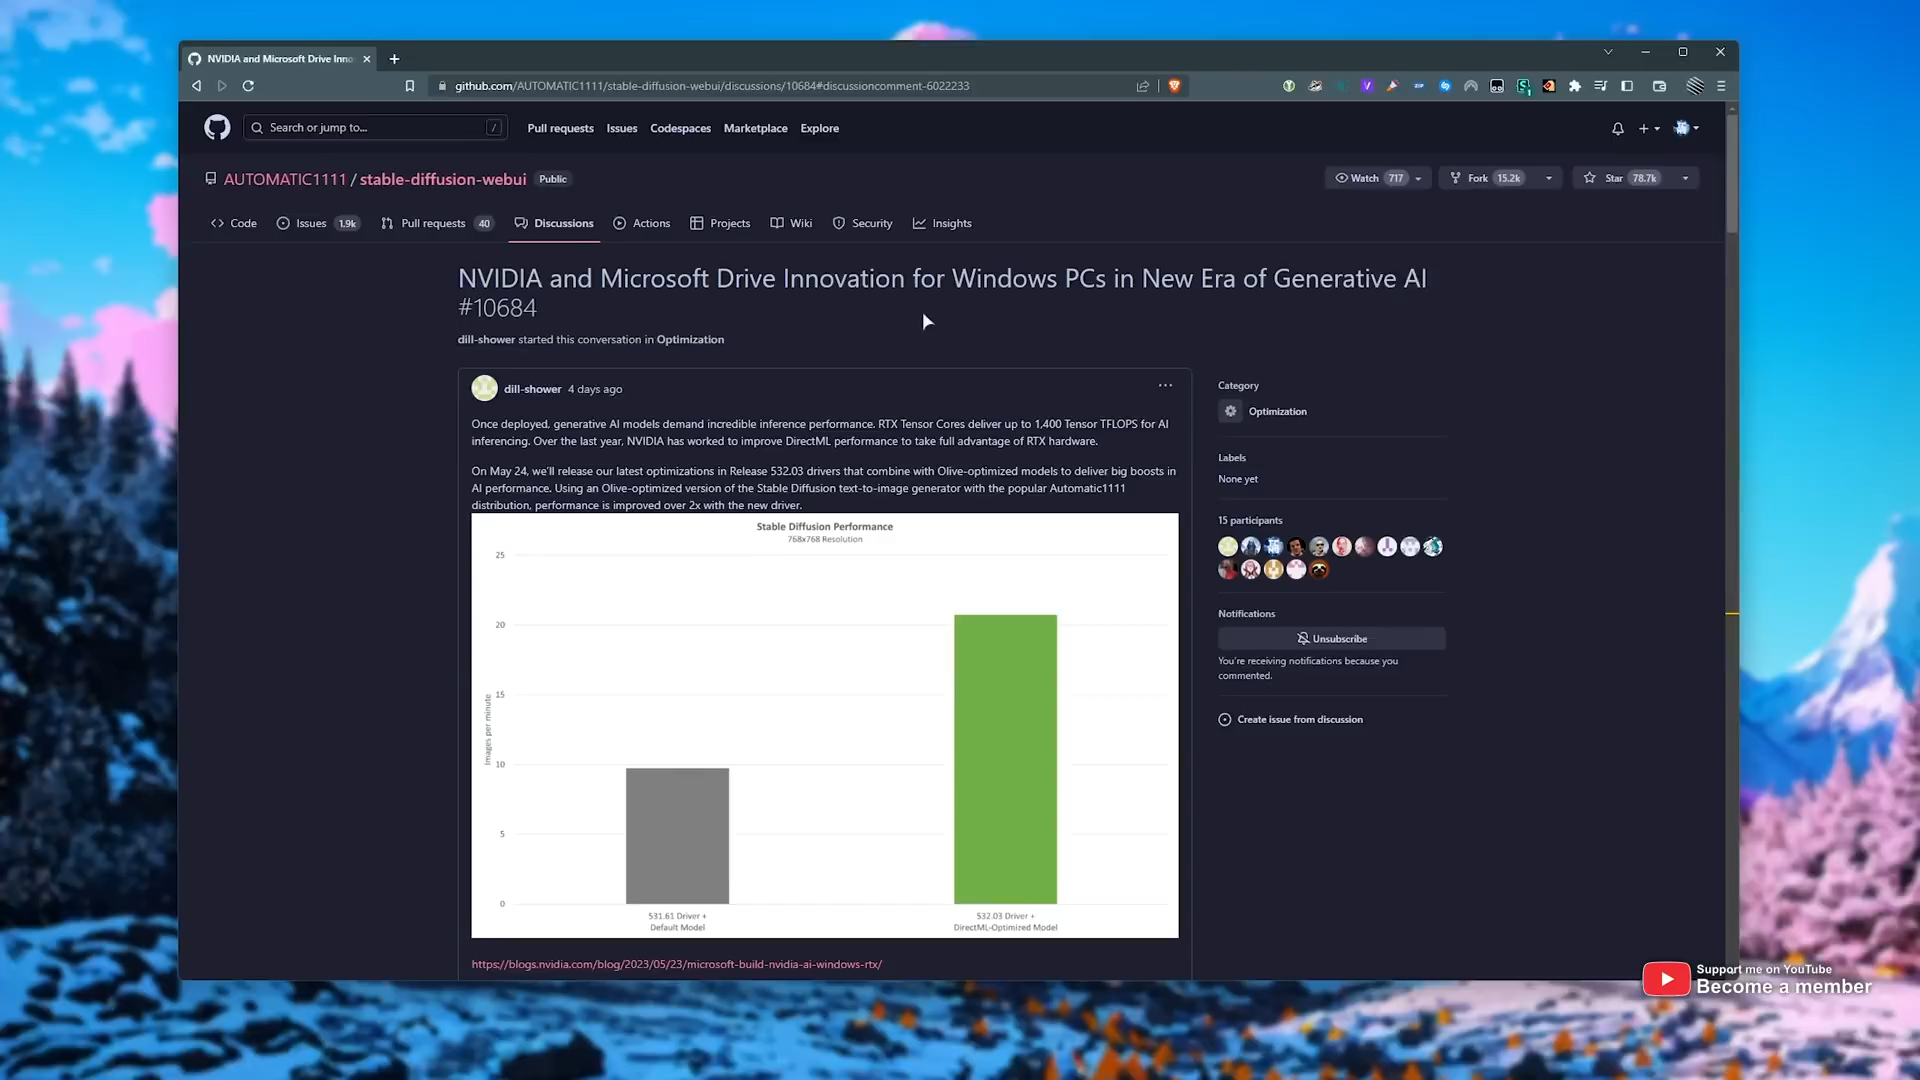 NVIDIA and Microsoft Drive Inno
github.com/AUTOMATIC1111/stable-diffusion-webui/discussions/10684#discussioncomment-6022233
Search or jump to... /
Pull requests Issues Codespaces Marketplace Explore
AUTOMATIC1111 / stable-diffusion-webui Public
Watch 717 Fork 15.2k Star 78.7k
Code Issues 1.9k Pull requests 40 Discussions Actions Projects Wiki Security Insights
NVIDIA and Microsoft Drive Innovation for Windows PCs in New Era of Generative AI
#10684
dill-shower started this conversation in Optimization
dill-shower 4 days ago
Once deployed, generative AI models demand incredible inference performance. RTX Tensor Cores deliver up to 1,400 Tensor TFLOPS for AI
inferencing. Over the last year, NVIDIA has worked to improve DirectML performance to take full advantage of RTX hardware.
On May 24, we'll release our latest optimizations in Release 532.03 drivers that combine with Olive-optimized models to deliver big boosts in
AI performance. Using an Olive-optimized version of the Stable Diffusion text-to-image generator with the popular Automatic1111
distribution, performance is improved over 2x with the new driver.
Stable Diffusion Performance
768x768 Resolution
25
20
15
10
5
0
Images per minute
531.61 Driver +
Default Model
532.03 Driver +
DirectML-Optimized Model
https://blogs.nvidia.com/blog/2023/05/23/microsoft-build-nvidia-ai-windows-rtx/
Category
Optimization
Labels
None yet
15 participants
Notifications
Unsubscribe
You're receiving notifications because you
commented.
Create issue from discussion
Support me on YouTube
Become a member